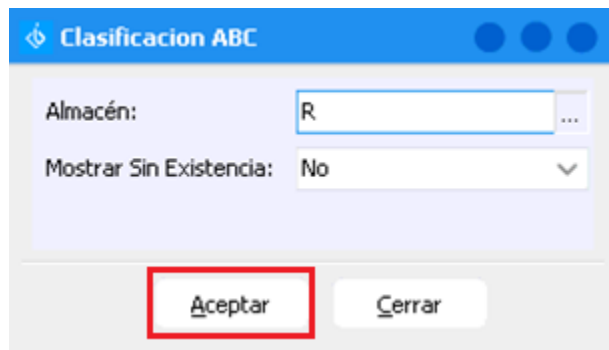 Clasificacion ABC
Almacén: R ...
Mostrar Sin Existencia: No
Aceptar Cerrar